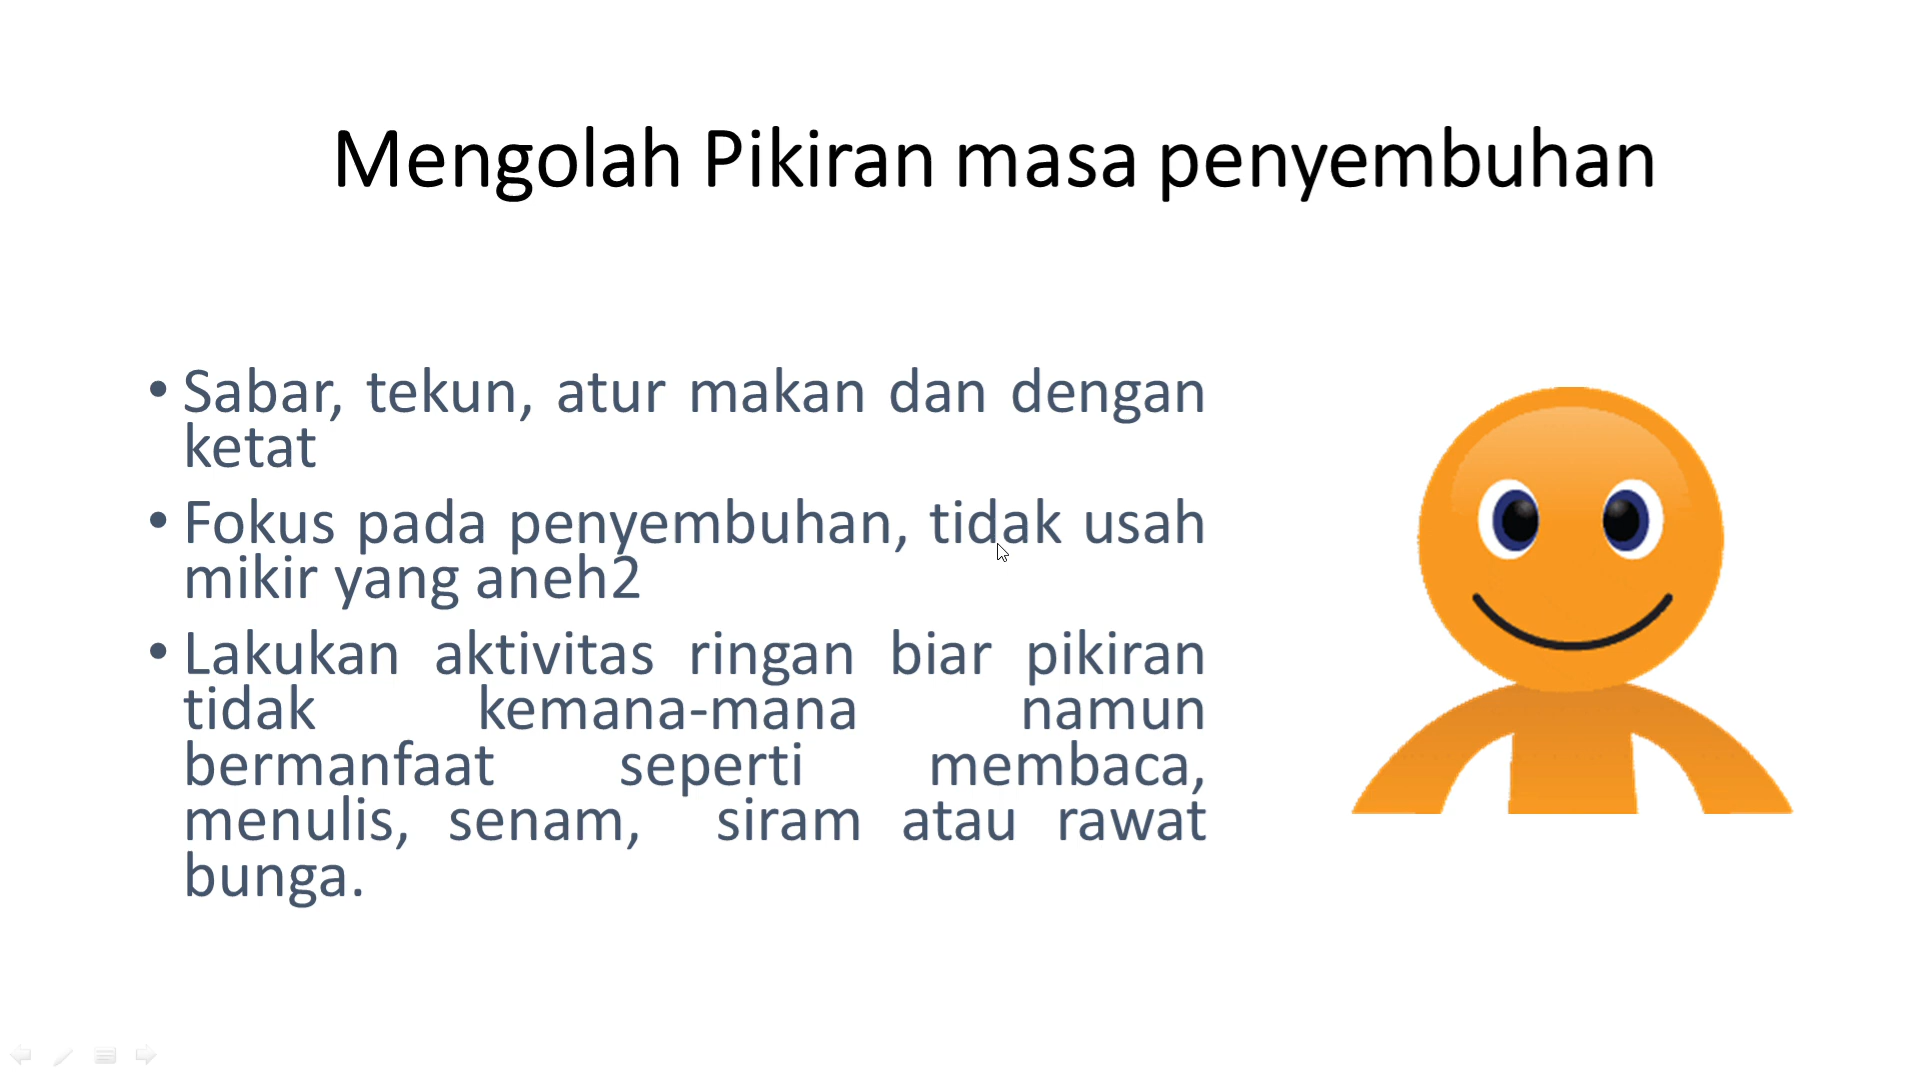 Mengolah Pikiran masa penyembuhan
• Sabar, tekun, atur makan dan dengan
ketat
• Fokus pada penyembuhan, tidak usah
mikir yang aneh2
• Lakukan aktivitas ringan biar pikiran
tidak kemana-mana namun
bermanfaat seperti membaca,
menulis, senam, siram atau rawat
bunga.